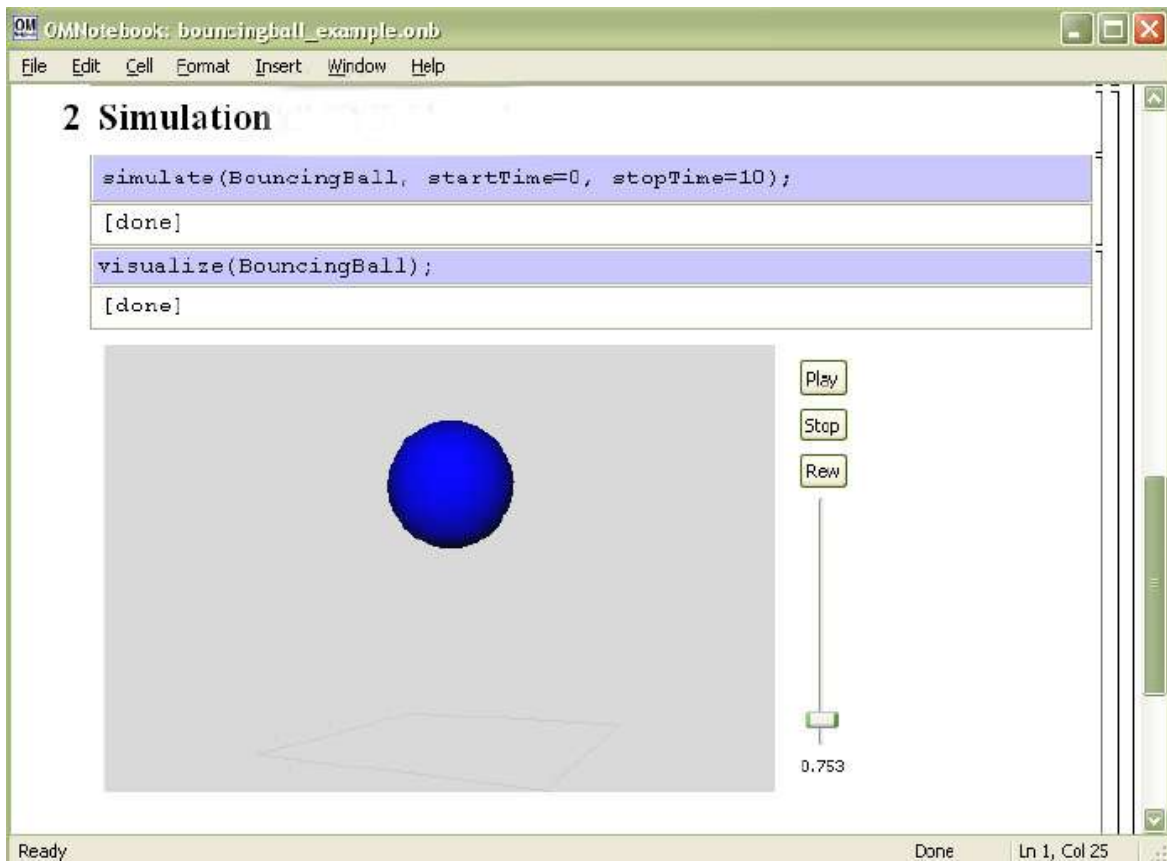 OM OMNotebook: bouncingball_example.onb
File Edit Cell Format Insert Window Help
2 Simulation
simulate(BouncingBall, startTime=0, stopTime=10);
[done]
visualize(BouncingBall);
[done]
Play
Stop
Rew
0.753
Ready Done Ln 1, Col 25